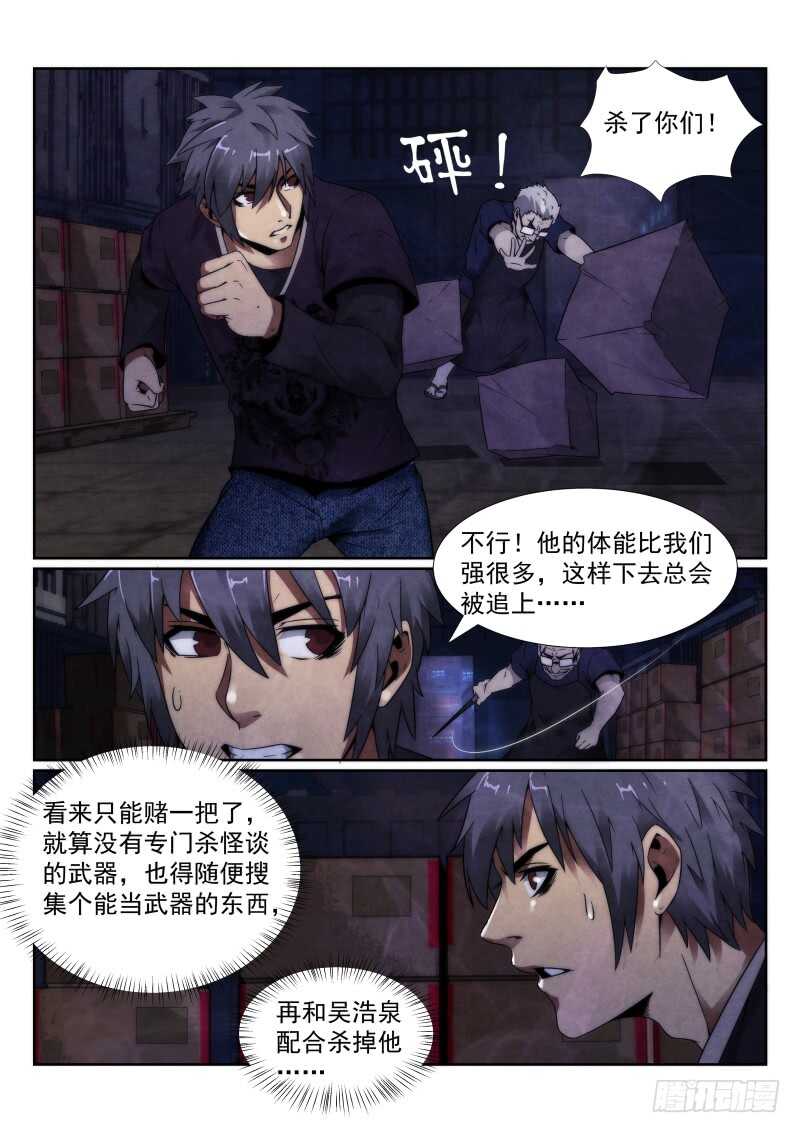 杀了你们！
砰！
不行！他的体能比我们
强很多，这样下去总会
被追上……
看来只能赌一把了，
就算没有专门杀怪谈
的武器，也得随便搜
集个能当武器的东西，
再和吴浩泉
配合杀掉他
……
腾讯动漫